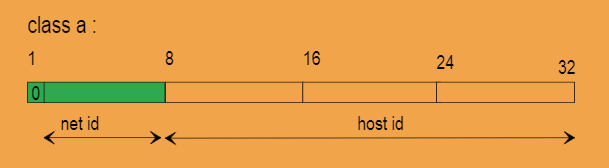 class a :
1 8 16 24 32
0
net id host id